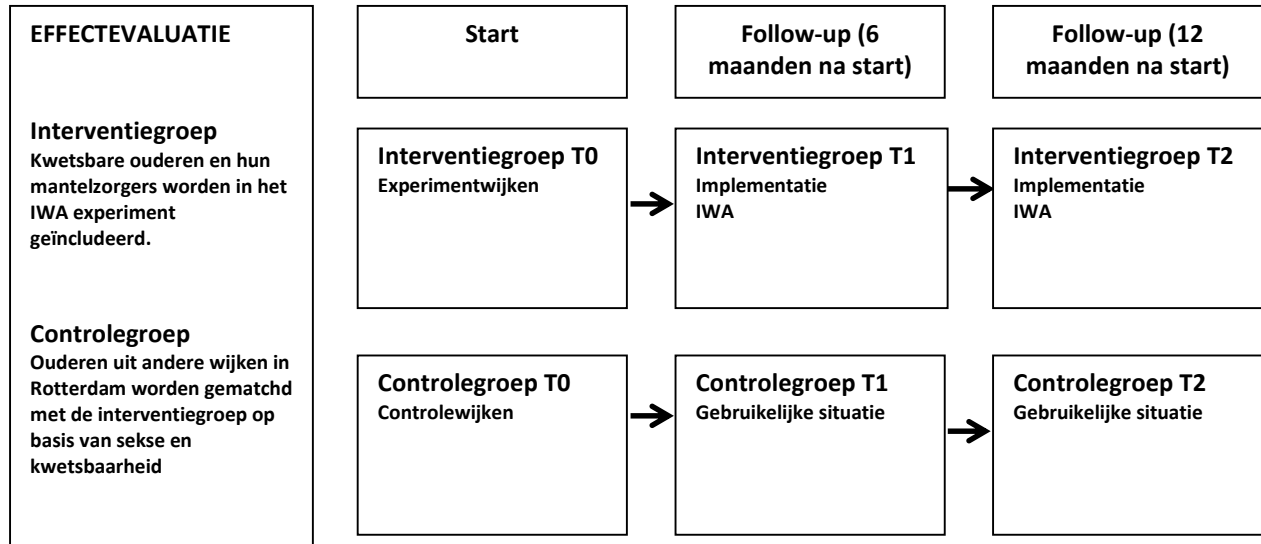 EFFECTEVALUATIE
Interventiegroep
Kwetsbare ouderen en hun
mantelzorgers worden in het
IWA experiment
geïncludeerd.
Controlegroep
Ouderen uit andere wijken in
Rotterdam worden gematchd
met de interventiegroep op
basis van sekse en
kwetsbaarheid
Start
Follow-up (6
maanden na start)
Follow-up (12
maanden na start)
Interventiegroep T0
Experimentwijken
Interventiegroep T1
Implementatie
IWA
Interventiegroep T2
Implementatie
IWA
Controlegroep T0
Controlewijken
Controlegroep T1
Gebruikelijke situatie
Controlegroep T2
Gebruikelijke situatie